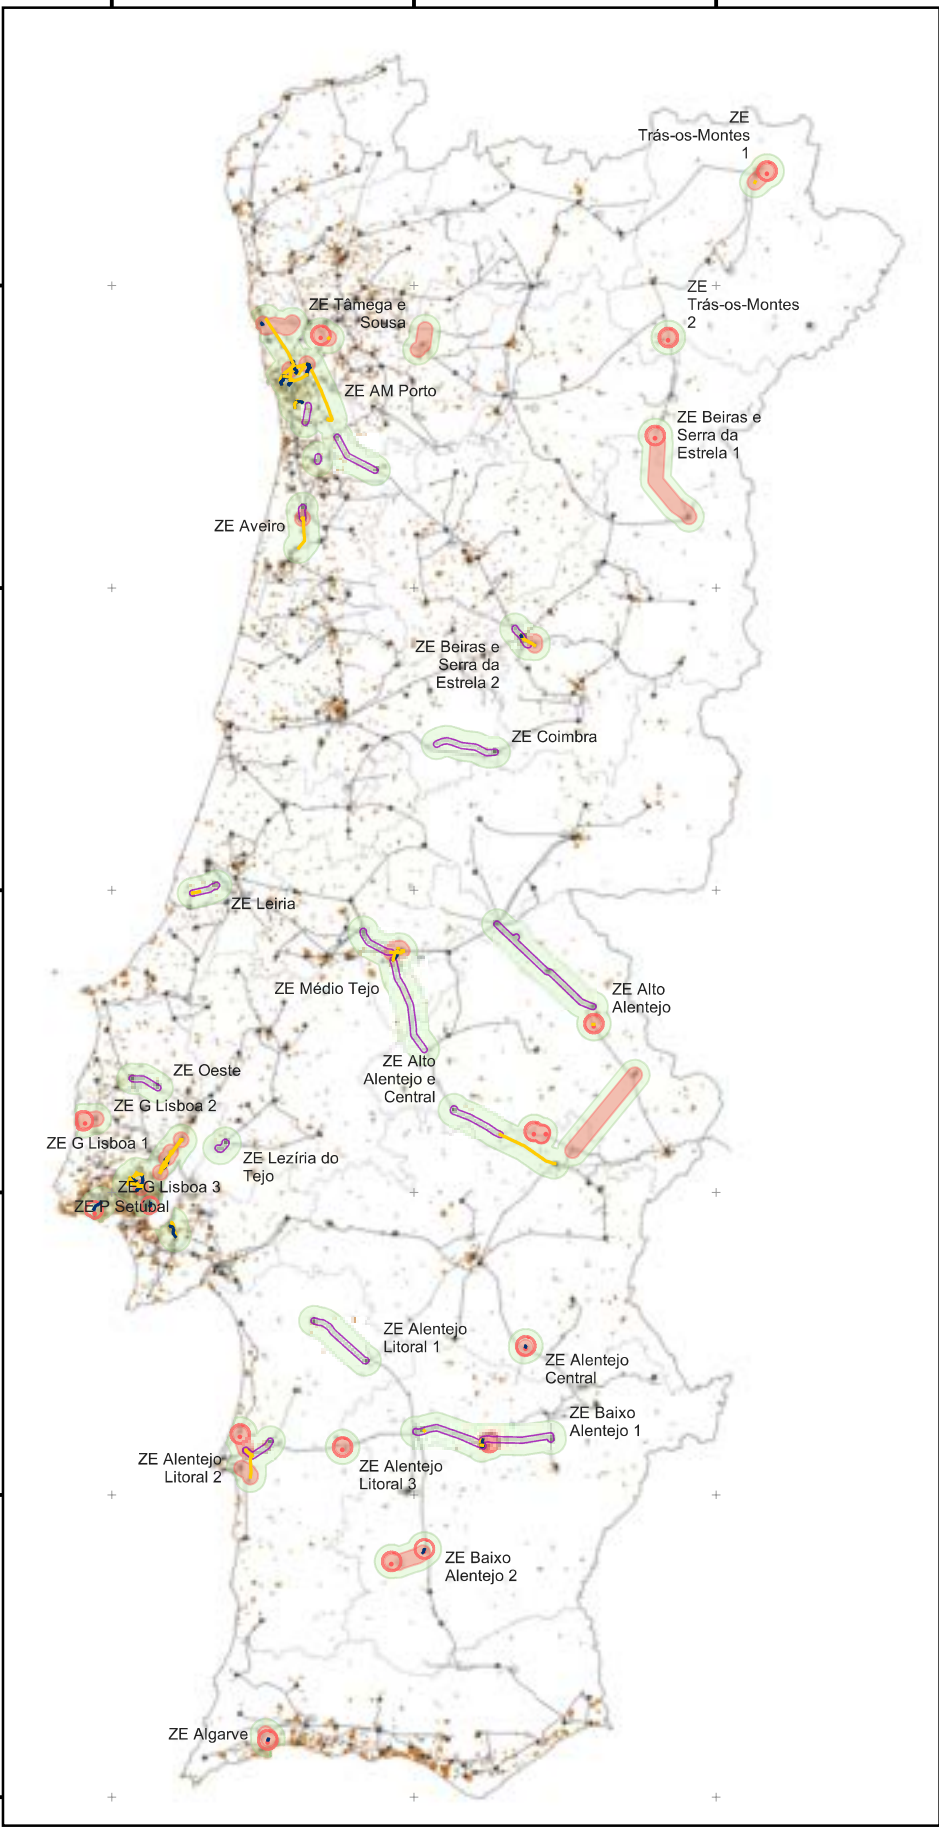 ZE
Trás-os-Montes
1
ZE
Trás-os-Montes
2
ZE Tâmega e
Sousa
ZE AM Porto
ZE Beiras e
Serra da
Estrela 1
ZE Aveiro
ZE Beiras e
Serra da
Estrela 2
ZE Coimbra
ZE Leiria
ZE Médio Tejo
ZE Alto
Alentejo
ZE Alto
Alentejo e
Central
ZE Oeste
ZE G Lisboa 2
ZE G Lisboa 1
ZE Lezíria do
Tejo
ZE G Lisboa 3
ZE P Setúbal
ZE Alentejo
Litoral 1
ZE Alentejo
Central
ZE Baixo
Alentejo 1
ZE Alentejo
Litoral 2
ZE Alentejo
Litoral 3
ZE Baixo
Alentejo 2
ZE Algarve